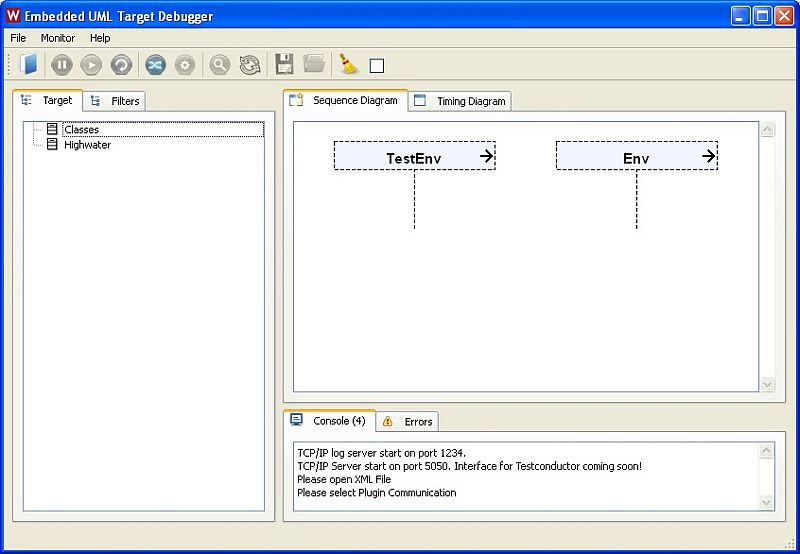 W Embedded UML Target Debugger
File Monitor Help
Target Filters
Classes
Highwater
Sequence Diagram Timing Diagram
TestEnv Env
Console (4) Errors
TCP/IP log server start on port 1234.
TCP/IP Server start on port 5050. Interface for Testconductor coming soon!
Please open XML File
Please select Plugin Communication